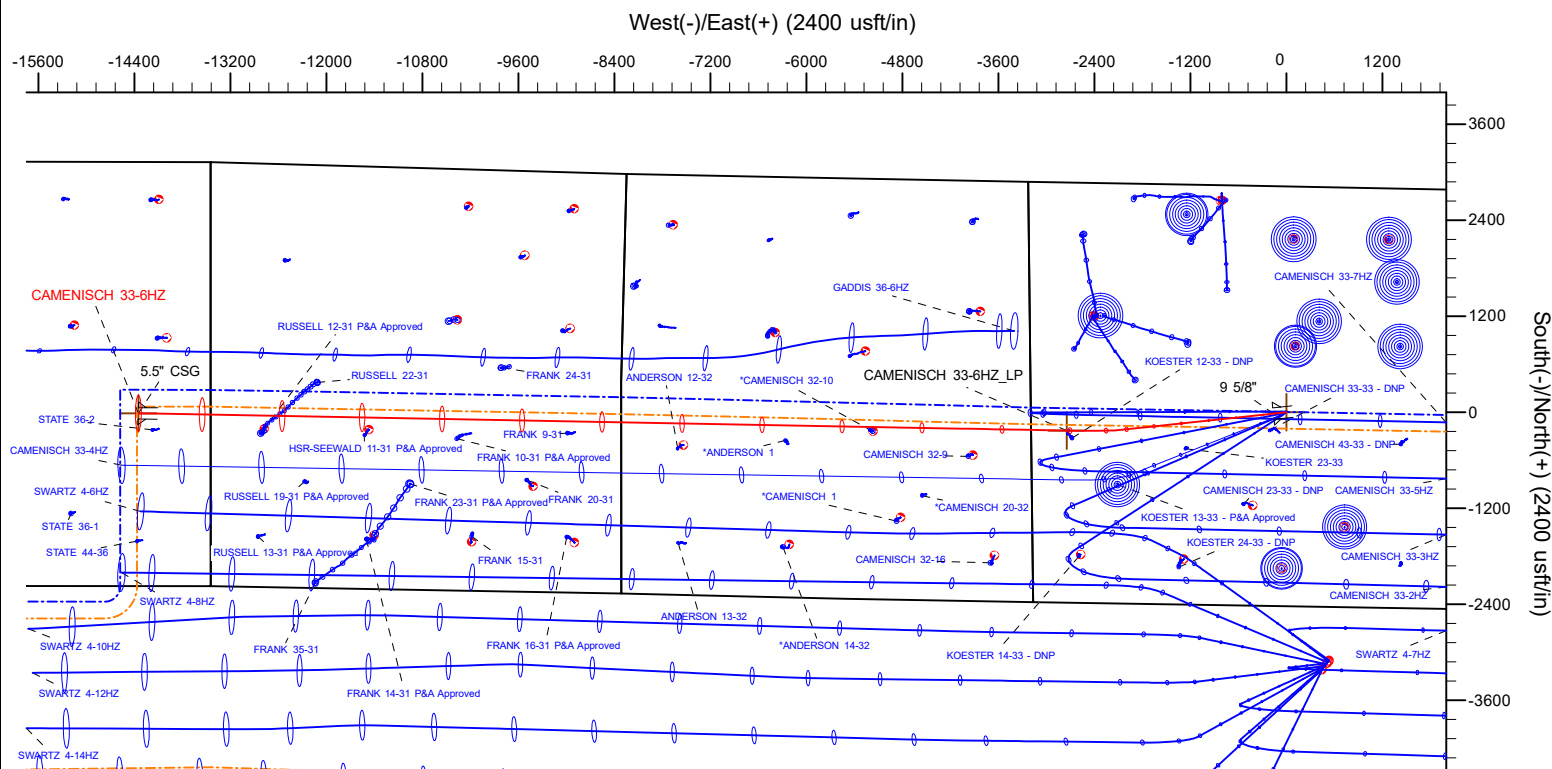 West(-)/East(+) (2400 usft/in)
-15600 -14400 -13200 -12000 -10800 -9600 -8400 -7200 -6000 -4800 -3600 -2400 -1200 0 1200
3600
2400
CAMENISCH 33-7HZ
GADDIS 36-6HZ
CAMENISCH 33-6HZ
1200
RUSSELL 12-31 P&A Approved
KOESTER 12-33 - DNP
5.5" CSG
RUSSELL 22-31
FRANK 24-31
ANDERSON 12-32
*CAMENISCH 32-10
CAMENISCH 33-6HZ_LP
9 5/8"
CAMENISCH 33-33 - DNP
0
STATE 36-2
FRANK 9-31
CAMENISCH 43-33 - DNP
CAMENISCH 33-4HZ
HSR-SEEWALD 11-31 P&A Approved
FRANK 10-31 P&A Approved
*ANDERSON 1
CAMENISCH 32-9
KOESTER 23-33
SWARTZ 4-6HZ
RUSSELL 19-31 P&A Approved
FRANK 23-31 P&A Approved
FRANK 20-31
*CAMENISCH 1
*CAMENISCH 20-32
CAMENISCH 23-33 - DNP
CAMENISCH 33-5HZ
-1200
STATE 36-1
KOESTER 13-33 - P&A Approved
STATE 44-36
RUSSELL 13-31 P&A Approved
FRANK 15-31
CAMENISCH 32-16
KOESTER 24-33 - DNP
CAMENISCH 33-3HZ
SWARTZ 4-8HZ
CAMENISCH 33-2HZ
-2400
ANDERSON 13-32
SWARTZ 4-10HZ
FRANK 35-31
FRANK 16-31 P&A Approved
*ANDERSON 14-32
KOESTER 14-33 - DNP
SWARTZ 4-7HZ
SWARTZ 4-12HZ
FRANK 14-31 P&A Approved
-3600
SWARTZ 4-14HZ
South(-)/North(+) (2400 usft/in)